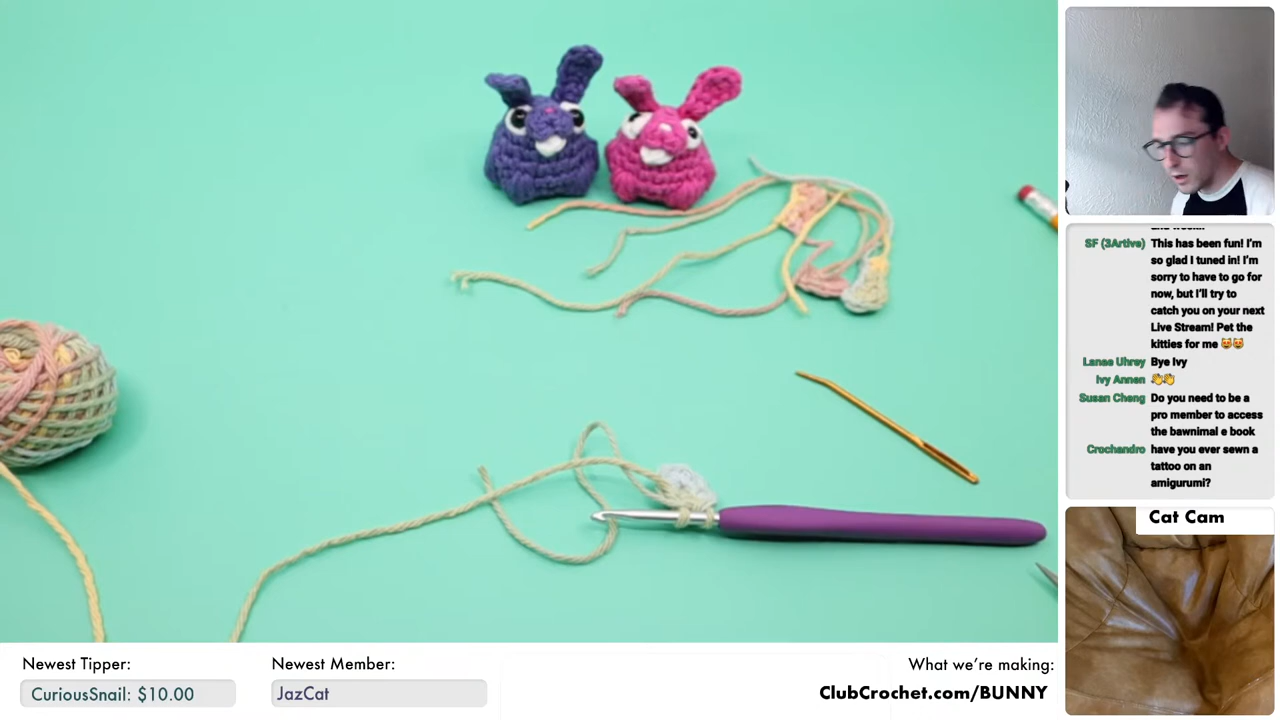 SF (3Artive) This has been fun! I'm
so glad I tuned in! I'm
sorry to have to go for
now, but I'll try to
catch you on your next
Live Stream! Pet the
kitties for me 😻😻
Lanae Uhrey Bye Ivy
Ivy Annen 👏👏
Susan Cheng Do you need to be a
pro member to access
the bawnimal e book
Crochandro have you ever sewn a
tattoo on an
amigurumi?
Cat Cam
Newest Tipper:
CuriousSnail: $10.00
Newest Member:
JazCat
What we're making:
ClubCrochet.com/BUNNY